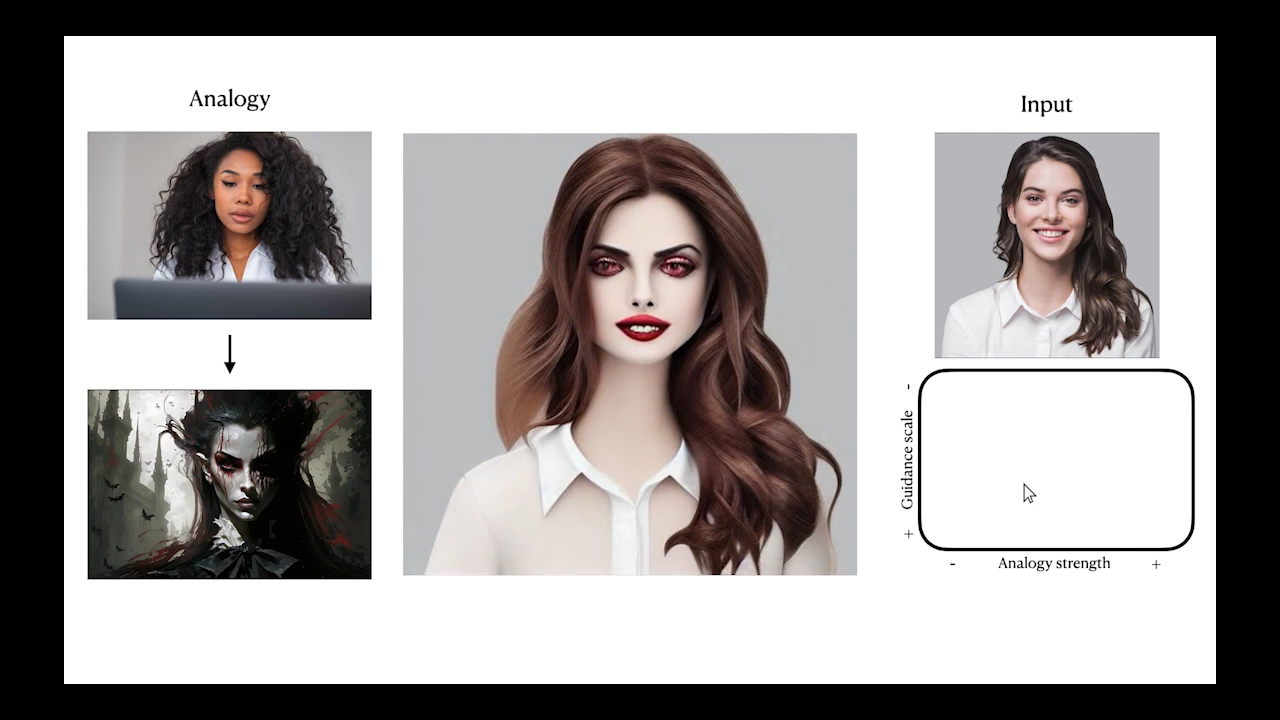 Analogy
Input
-
Guidance scale
+
- Analogy strength +